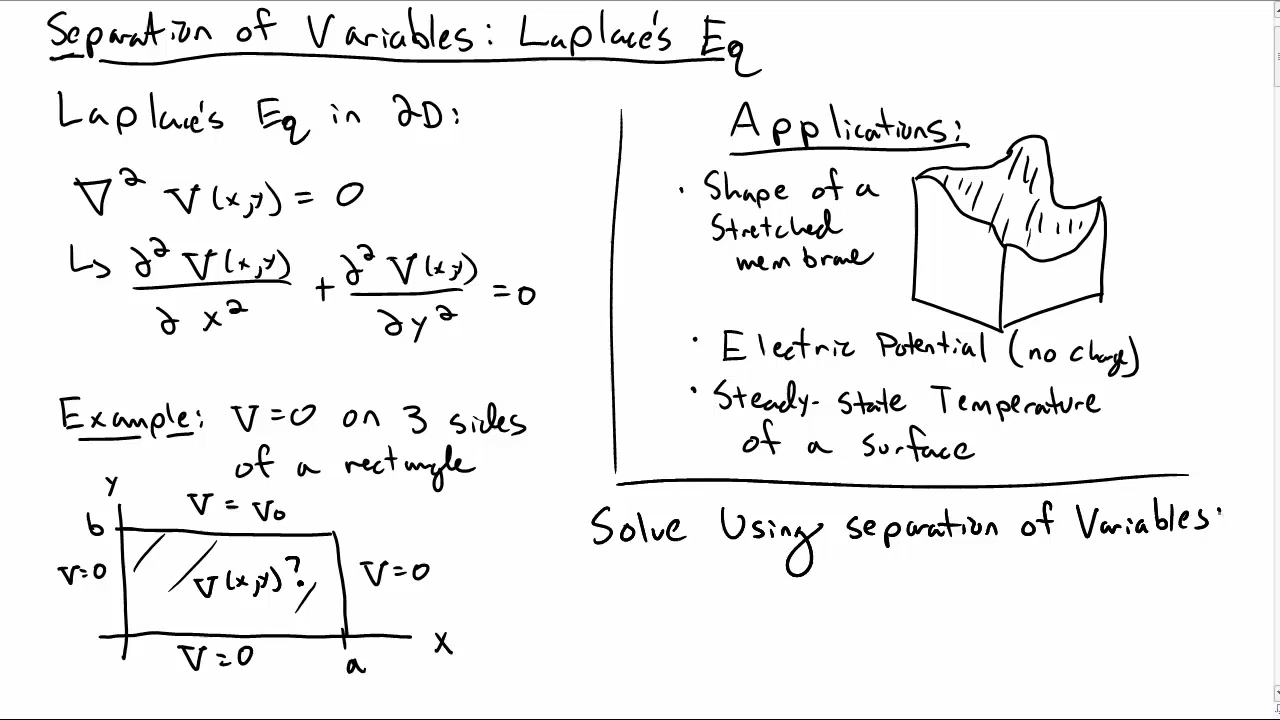 Separation of Variables: Laplace's Eq
Laplace's Eq in 2D:
∇² V(x,y) = 0
↳ ∂² V(x,y) / ∂x² + ∂² V(x,y) / ∂y² = 0
Example: V=0 on 3 sides
of a rectangle
y
V = V₀
b
V=0
V(x,y)?
V=0
x
V=0
a
Applications:
· Shape of a
Stretched
membrane
· Electric Potential (no charge)
· Steady-State Temperature
of a surface
Solve Using separation of Variables: